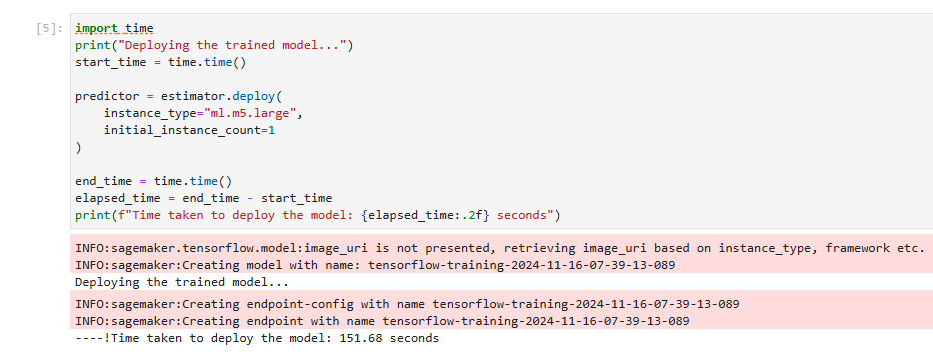 [5]: import time
print("Deploying the trained model...")
start_time = time.time()
predictor = estimator.deploy(
instance_type="ml.m5.large",
initial_instance_count=1
)
end_time = time.time()
elapsed_time = end_time - start_time
print(f"Time taken to deploy the model: {elapsed_time:.2f} seconds")
INFO:sagemaker.tensorflow.model:image_uri is not presented, retrieving image_uri based on instance_type, framework etc.
INFO:sagemaker:Creating model with name: tensorflow-training-2024-11-16-07-39-13-089
Deploying the trained model...
INFO:sagemaker:Creating endpoint-config with name tensorflow-training-2024-11-16-07-39-13-089
INFO:sagemaker:Creating endpoint with name tensorflow-training-2024-11-16-07-39-13-089
----!Time taken to deploy the model: 151.68 seconds